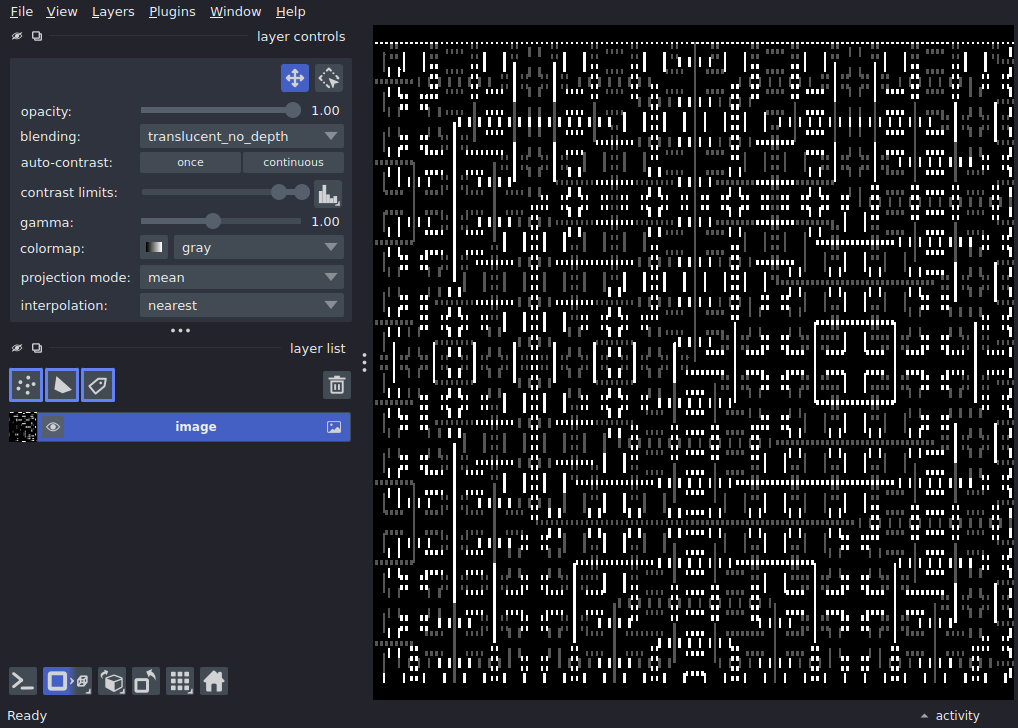 File View Layers Plugins Window Help
layer controls
opacity: 1.00
blending: translucent_no_depth
auto-contrast: once continuous
contrast limits:
gamma: 1.00
colormap: gray
projection mode: mean
interpolation: nearest
layer list
image
Ready
activity